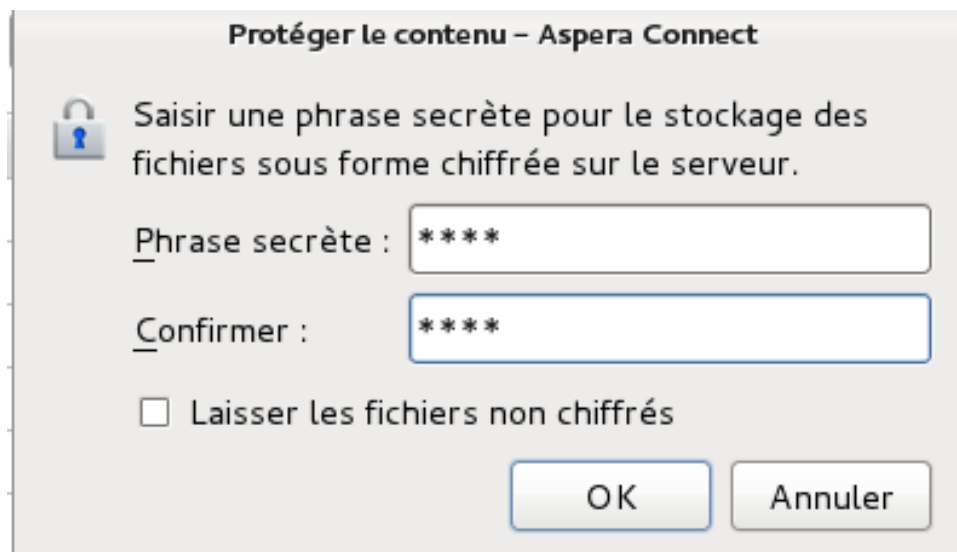 Protéger le contenu – Aspera Connect
Saisir une phrase secrète pour le stockage des
fichiers sous forme chiffrée sur le serveur.
Phrase secrète : ****
Confirmer : ****
Laisser les fichiers non chiffrés
OK Annuler